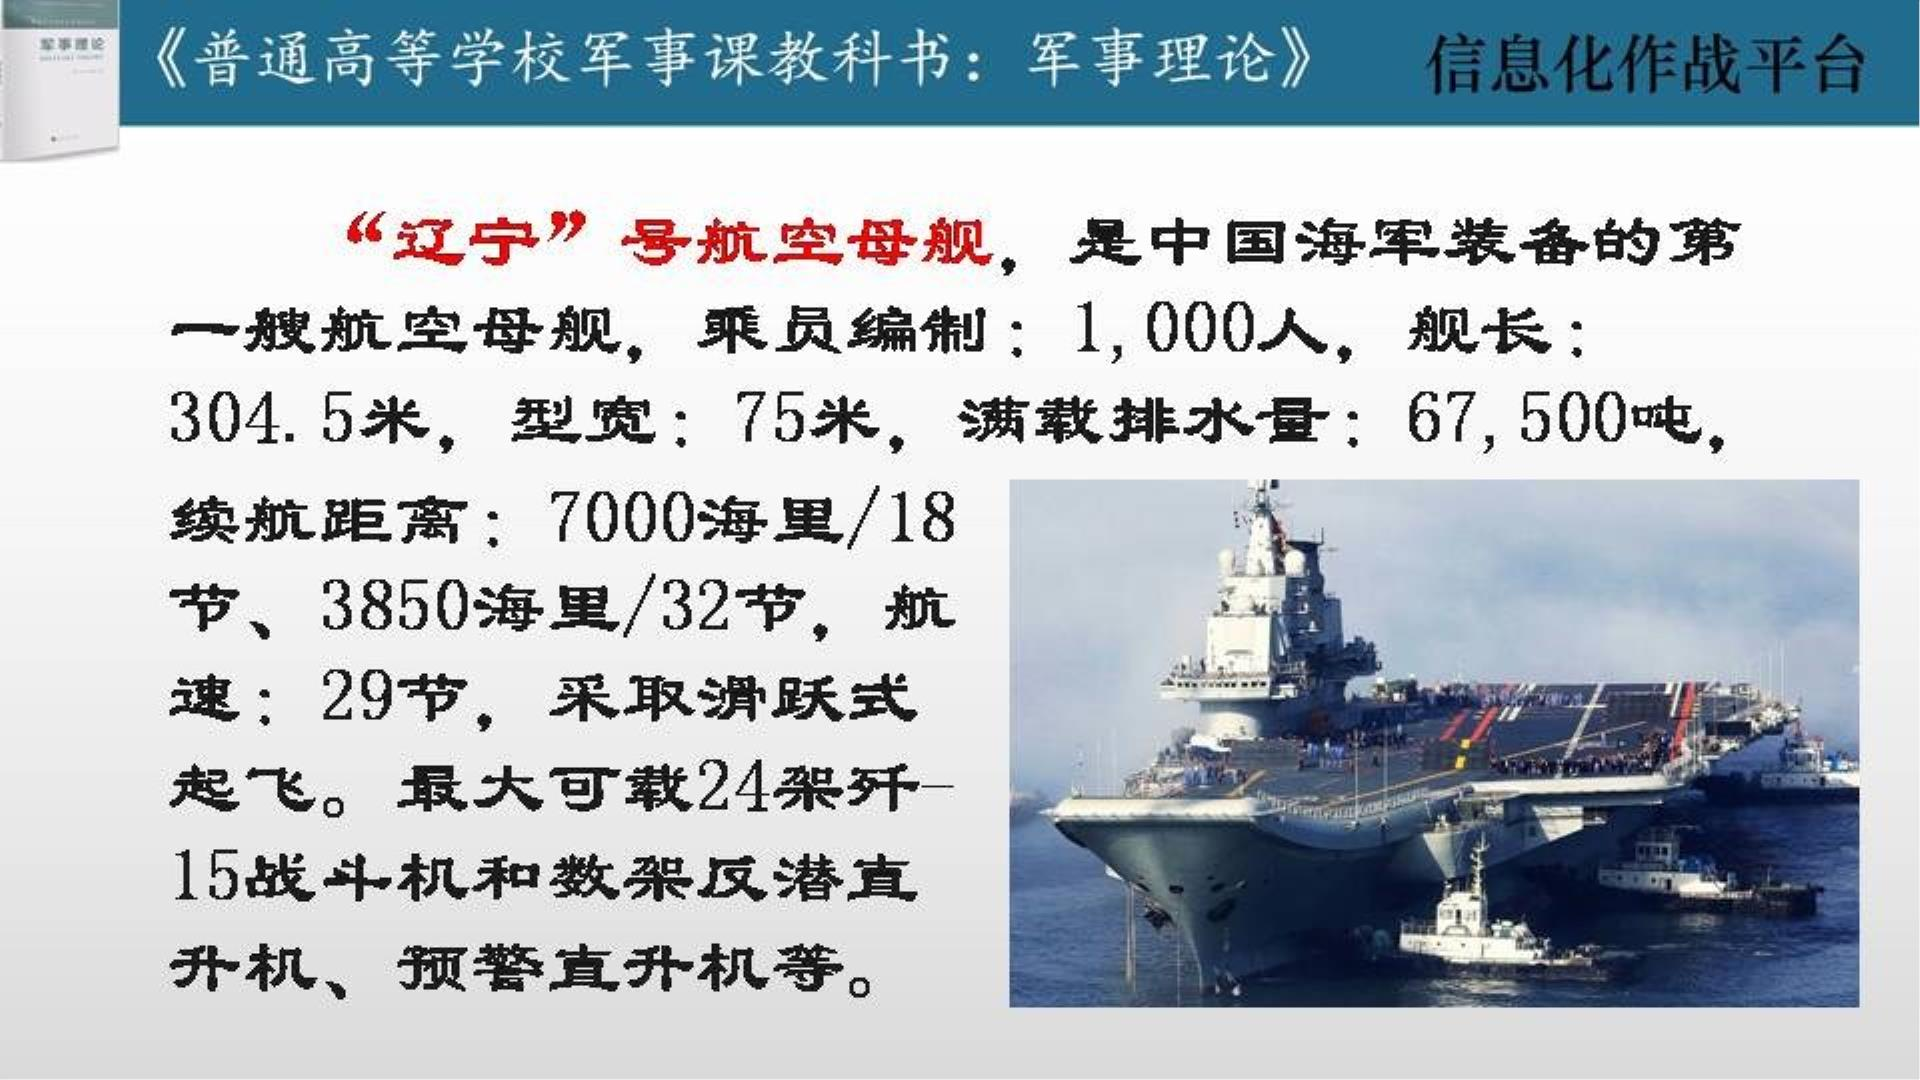 军事理论
《普通高等学校军事课教科书：军事理论》
信息化作战平台
“辽宁”号航空母舰，是中国海军装备的第
一艘航空母舰，乘员编制：1,000人，舰长：
304.5米，型宽：75米，满载排水量：67,500吨，
续航距离：7000海里/18
节、3850海里/32节，航
速：29节，采取滑跃式
起飞。最大可载24架歼-
15战斗机和数架反潜直
升机、预警直升机等。